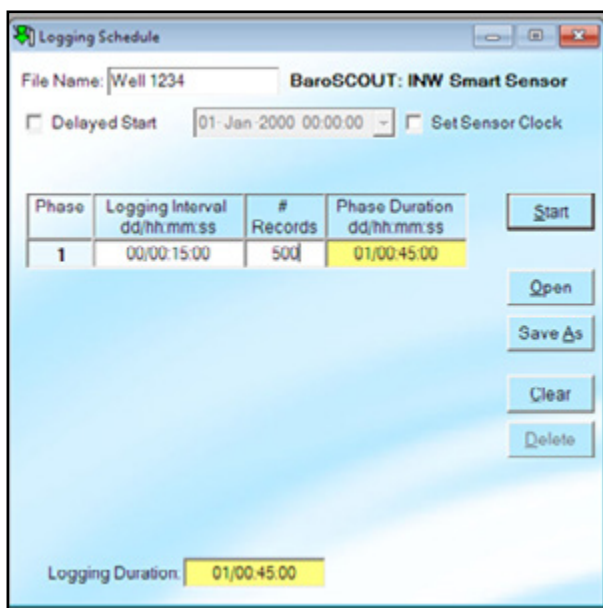 Logging Schedule
File Name: Well 1234 BaroSCOUT: INW Smart Sensor
Delayed Start 01-Jan-2000 00:00:00 Set Sensor Clock
Phase Logging Interval dd/hh:mm:ss # Records Phase Duration dd/hh:mm:ss
1 00/00:15:00 500 01/00:45:00
Start
Open
Save As
Clear
Delete
Logging Duration: 01/00:45:00